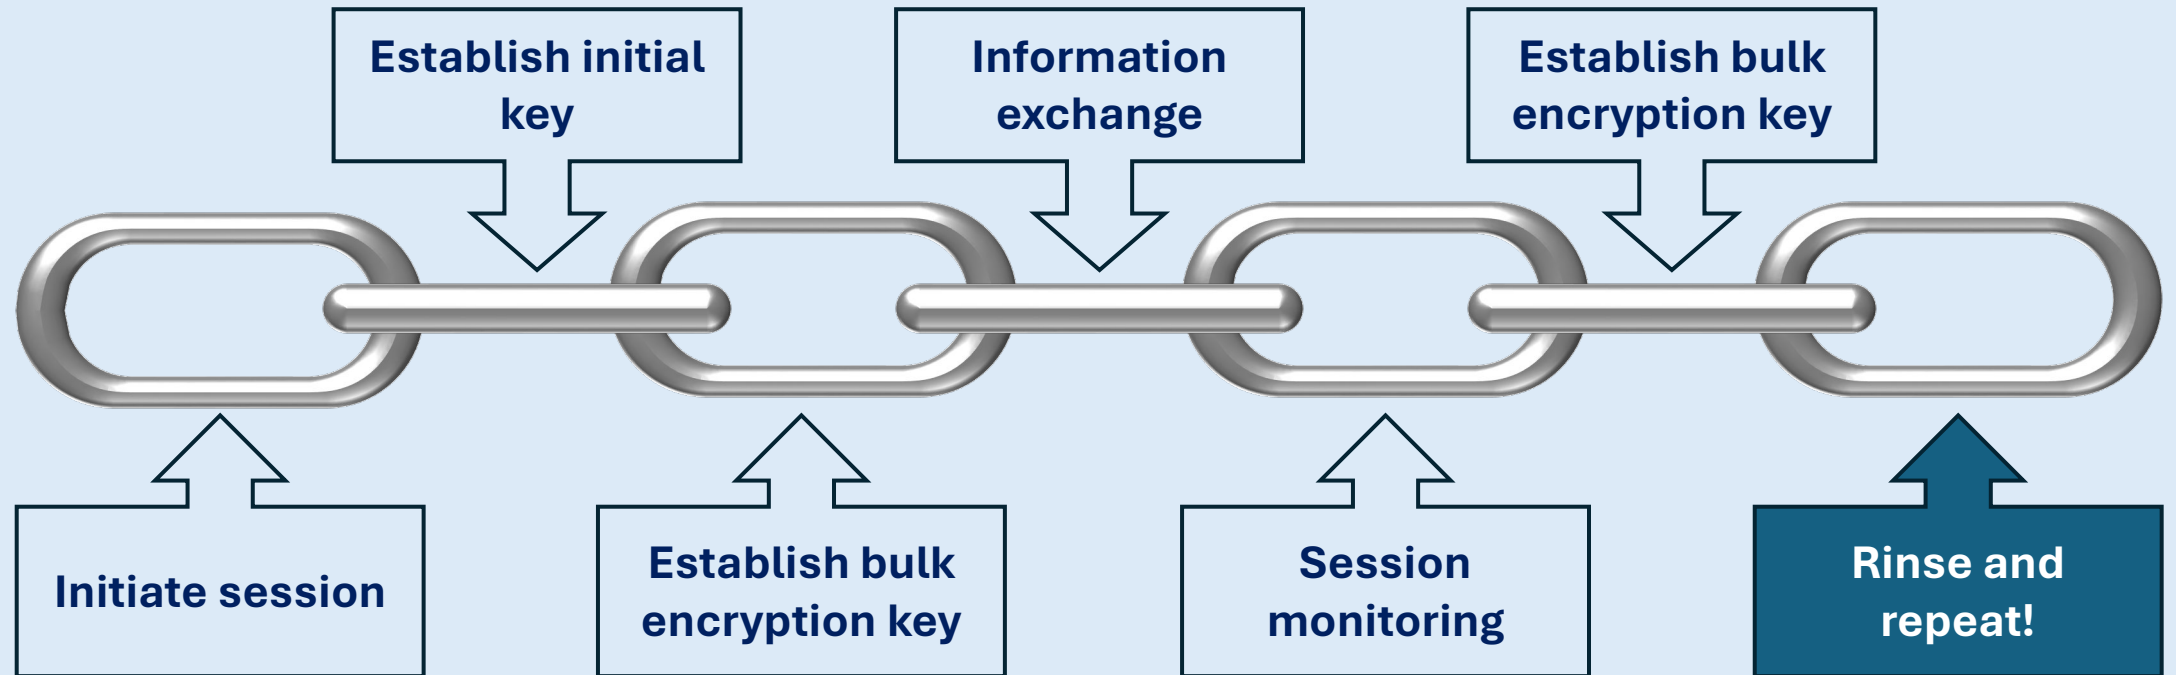 Establish initial
key
Information
exchange
Establish bulk
encryption key
Initiate session
Establish bulk
encryption key
Session
monitoring
Rinse and
repeat!